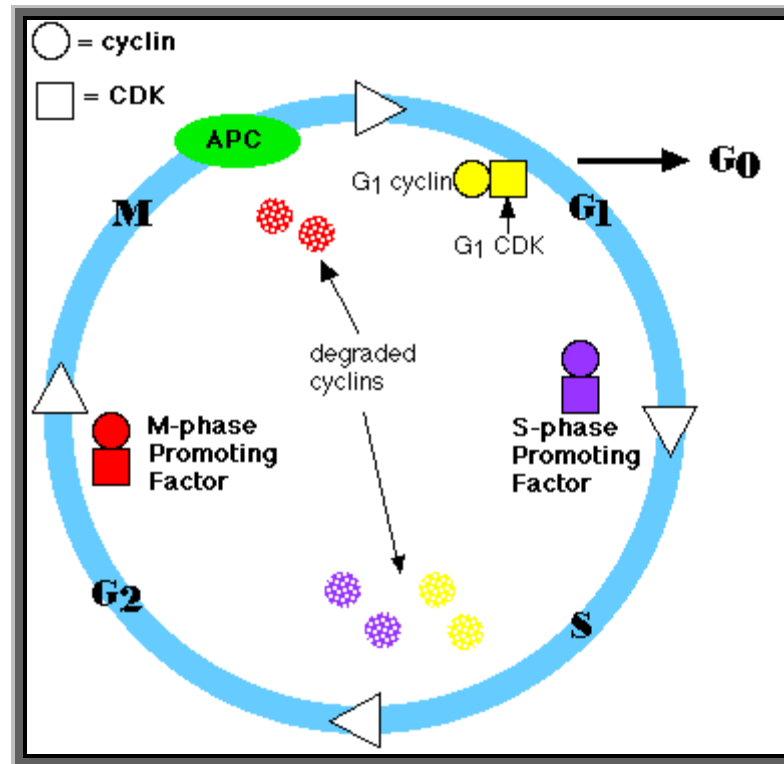 = cyclin
= CDK
APC
G1 cyclin
G1 CDK
G0
G1
M
degraded
cyclins
M-phase
Promoting
Factor
S-phase
Promoting
Factor
G2
S